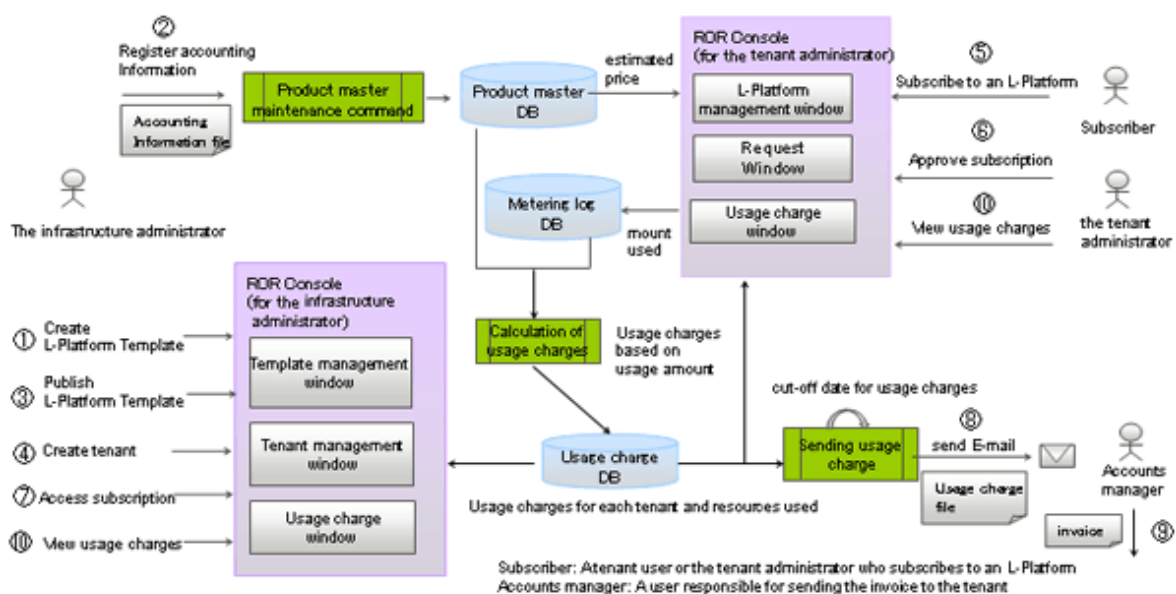 ②
Register accounting
Information
Accounting
Information file
Product master
maintenance command
Product master
DB
estimated
price
ROR Console
(for the tenant administrator)
L-Platform
management window
Request
Window
Usage charge
window
⑤
Subscribe to an L-Platform
Subscriber
⑥
Approve subscription
⑩
View usage charges
the tenant
administrator
The infrastructure administrator
Metering log
DB
mount
used
ROR Console
(for the infrastructure
administrator)
① Create
L-Platform Template
Template management
window
③ Publish
L-Platform Template
④ Create tenant
Tenant management
window
⑦ Access subscription
⑩ View usage charges
Usage charge
window
Calculation of
usage charges
Usage charges
based on
usage amount
Usage charge
DB
Usage charges for each tenant and resources used
cut-off date for usage charges
Sending usage
charge
⑧
send E-mail
Usage charge
file
Accounts
manager
invoice
⑨
Subscriber: Atenant user or the tenant administrator who subscribes to an L-Platform
Accounts manager: A user responsible for sending the invoice to the tenant